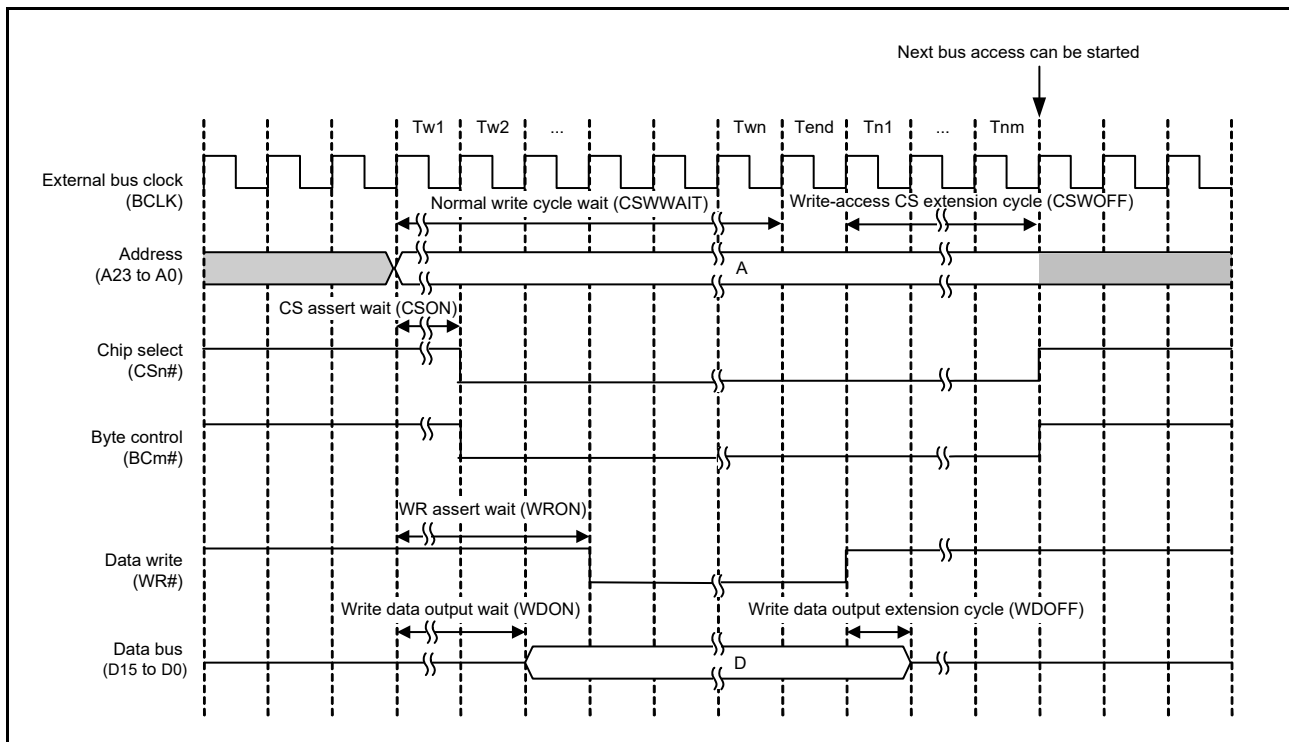 Next bus access can be started
Tw1 Tw2 ... Twn Tend Tn1 ... Tnm
External bus clock
(BCLK)
Normal write cycle wait (CSWWAIT) Write-access CS extension cycle (CSWOFF)
Address
(A23 to A0)
A
CS assert wait (CSON)
Chip select
(CSn#)
Byte control
(BCm#)
WR assert wait (WRON)
Data write
(WR#)
Write data output wait (WDON) Write data output extension cycle (WDOFF)
Data bus
(D15 to D0)
D